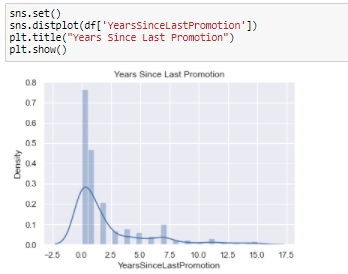 sns.set()
sns.distplot(df['YearsSinceLastPromotion'])
plt.title("Years Since Last Promotion")
plt.show()
Years Since Last Promotion
0.8
0.7
0.6
0.5
0.4
0.3
0.2
0.1
0.0
Density
-2.5 0.0 2.5 5.0 7.5 10.0 12.5 15.0 17.5
YearsSinceLastPromotion